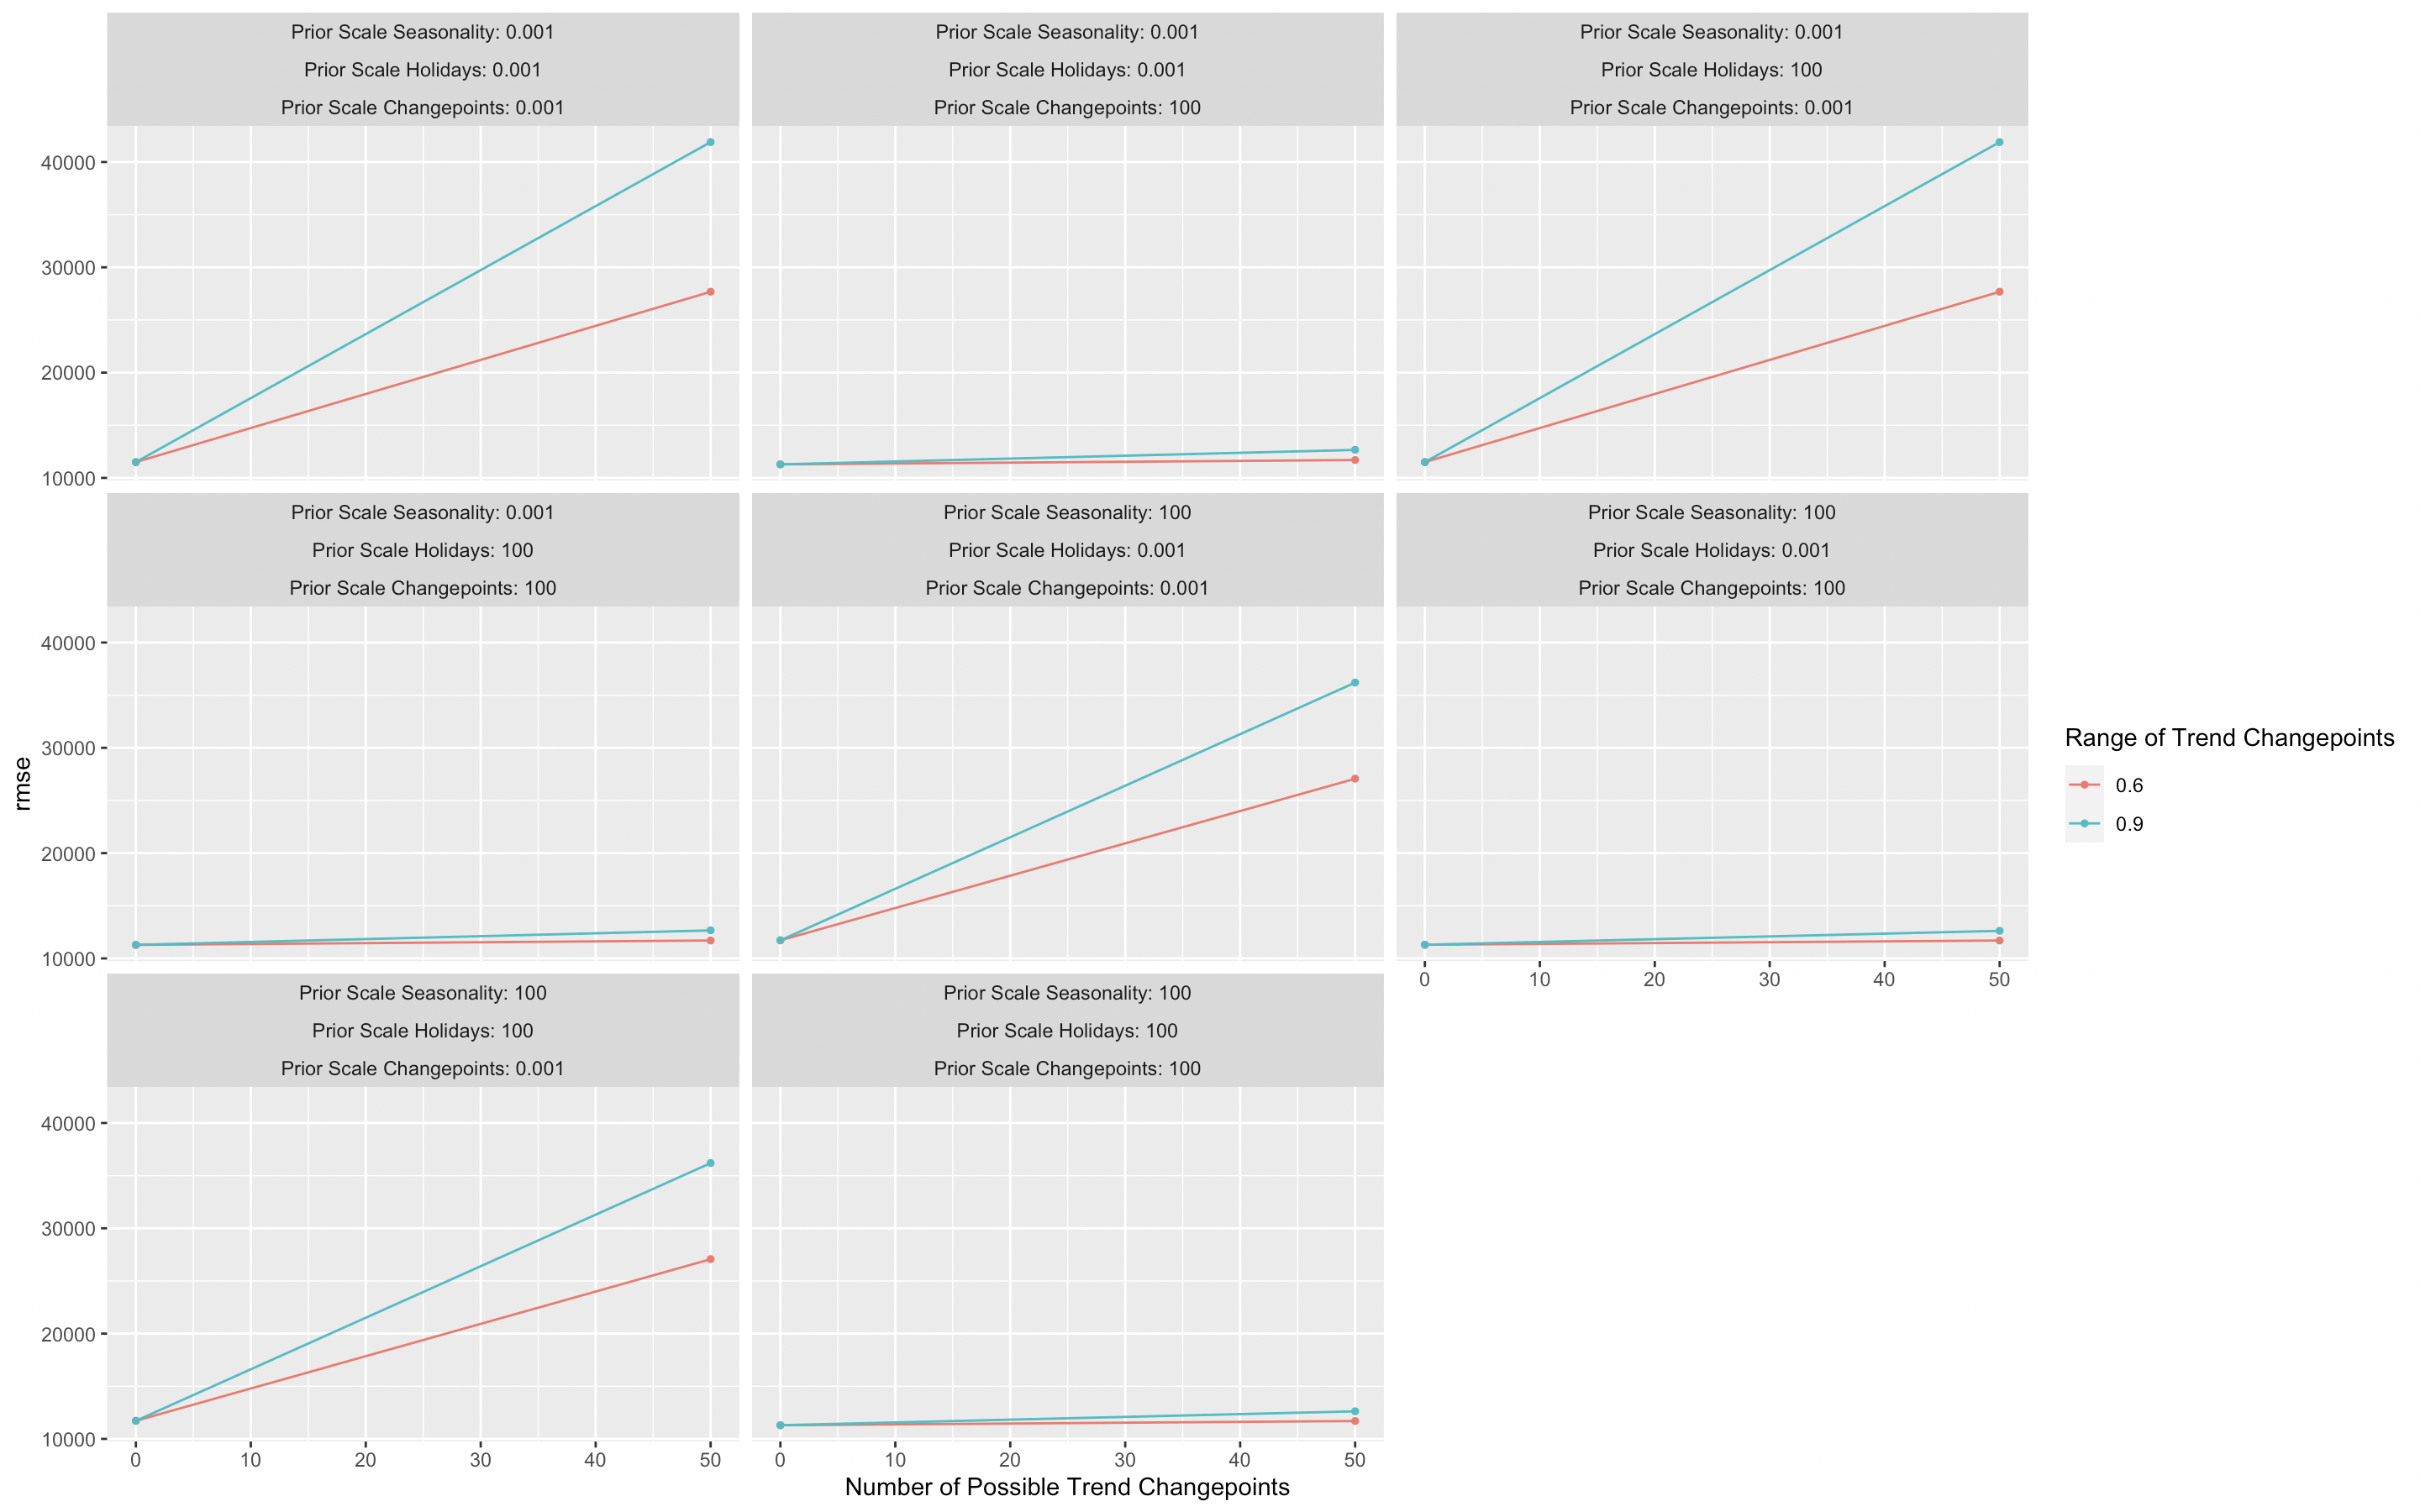 Prior Scale Seasonality: 0.001
Prior Scale Holidays: 0.001
Prior Scale Changepoints: 0.001
Prior Scale Seasonality: 0.001
Prior Scale Holidays: 0.001
Prior Scale Changepoints: 100
Prior Scale Seasonality: 0.001
Prior Scale Holidays: 100
Prior Scale Changepoints: 0.001
40000
30000
20000
10000
Prior Scale Seasonality: 0.001
Prior Scale Holidays: 100
Prior Scale Changepoints: 100
Prior Scale Seasonality: 100
Prior Scale Holidays: 0.001
Prior Scale Changepoints: 0.001
Prior Scale Seasonality: 100
Prior Scale Holidays: 0.001
Prior Scale Changepoints: 100
40000
30000
20000
10000
0 10 20 30 40 50
rmse
Prior Scale Seasonality: 100
Prior Scale Holidays: 100
Prior Scale Changepoints: 0.001
Prior Scale Seasonality: 100
Prior Scale Holidays: 100
Prior Scale Changepoints: 100
40000
30000
20000
10000
0 10 20 30 40 50
0 10 20 30 40 50
Number of Possible Trend Changepoints
Range of Trend Changepoints
0.6
0.9